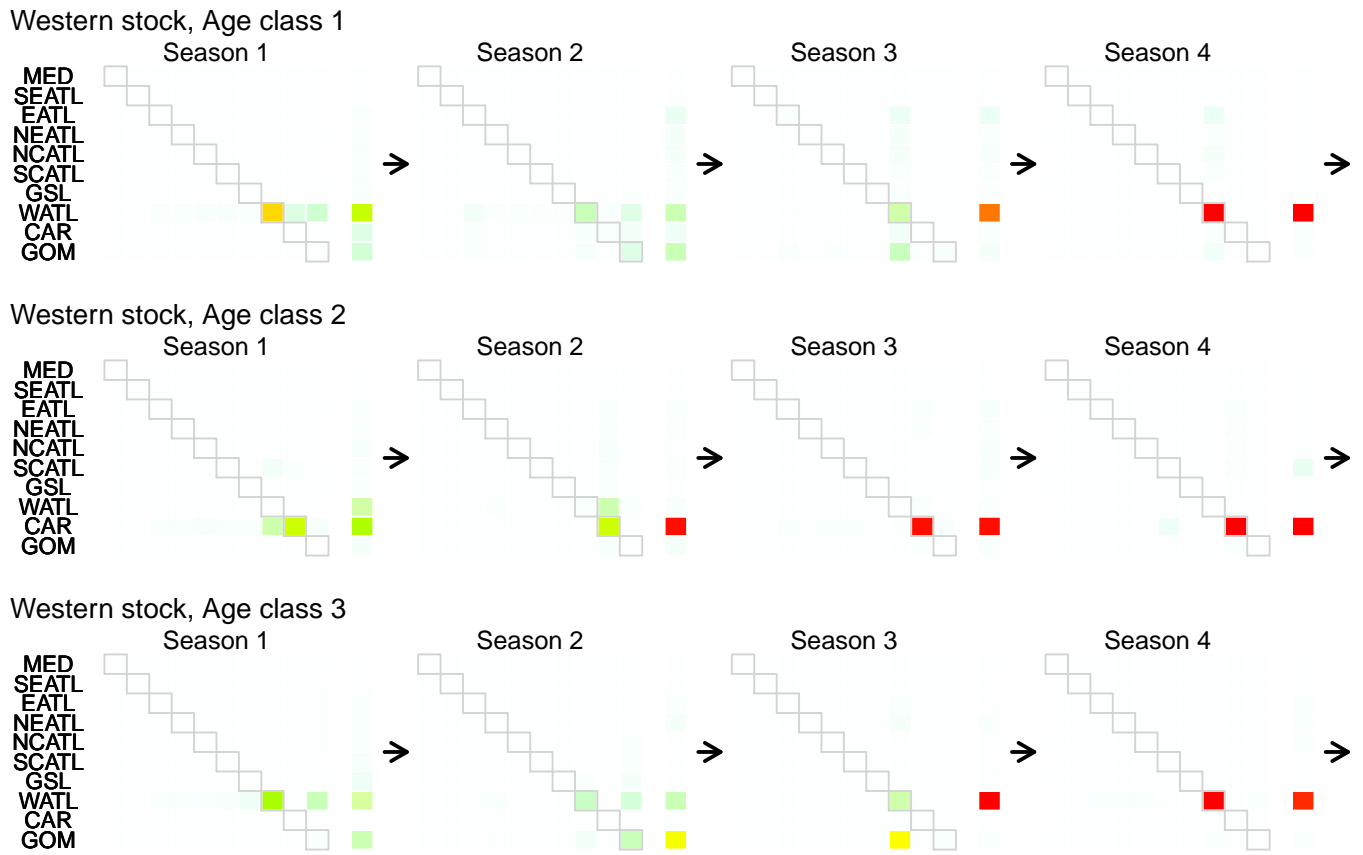 Western stock, Age class 1
Season 1 Season 2 Season 3 Season 4
MED
SEATL
EATL
NEATL
NCATL
SCATL
GSL
WATL
CAR
GOM
Western stock, Age class 2
Season 1 Season 2 Season 3 Season 4
MED
SEATL
EATL
NEATL
NCATL
SCATL
GSL
WATL
CAR
GOM
Western stock, Age class 3
Season 1 Season 2 Season 3 Season 4
MED
SEATL
EATL
NEATL
NCATL
SCATL
GSL
WATL
CAR
GOM